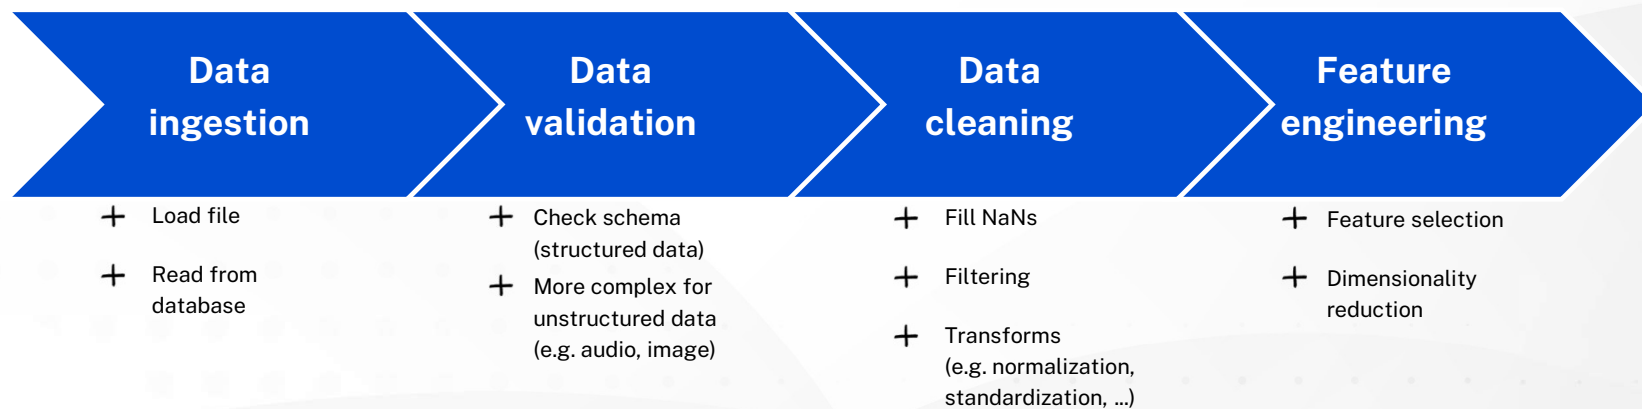 Data
ingestion
Data
validation
Data
cleaning
Feature
engineering
+ Load file
+ Read from
database
+ Check schema
(structured data)
+ More complex for
unstructured data
(e.g. audio, image)
+ Fill NaNs
+ Filtering
+ Transforms
(e.g. normalization,
standardization, ...)
+ Feature selection
+ Dimensionality
reduction